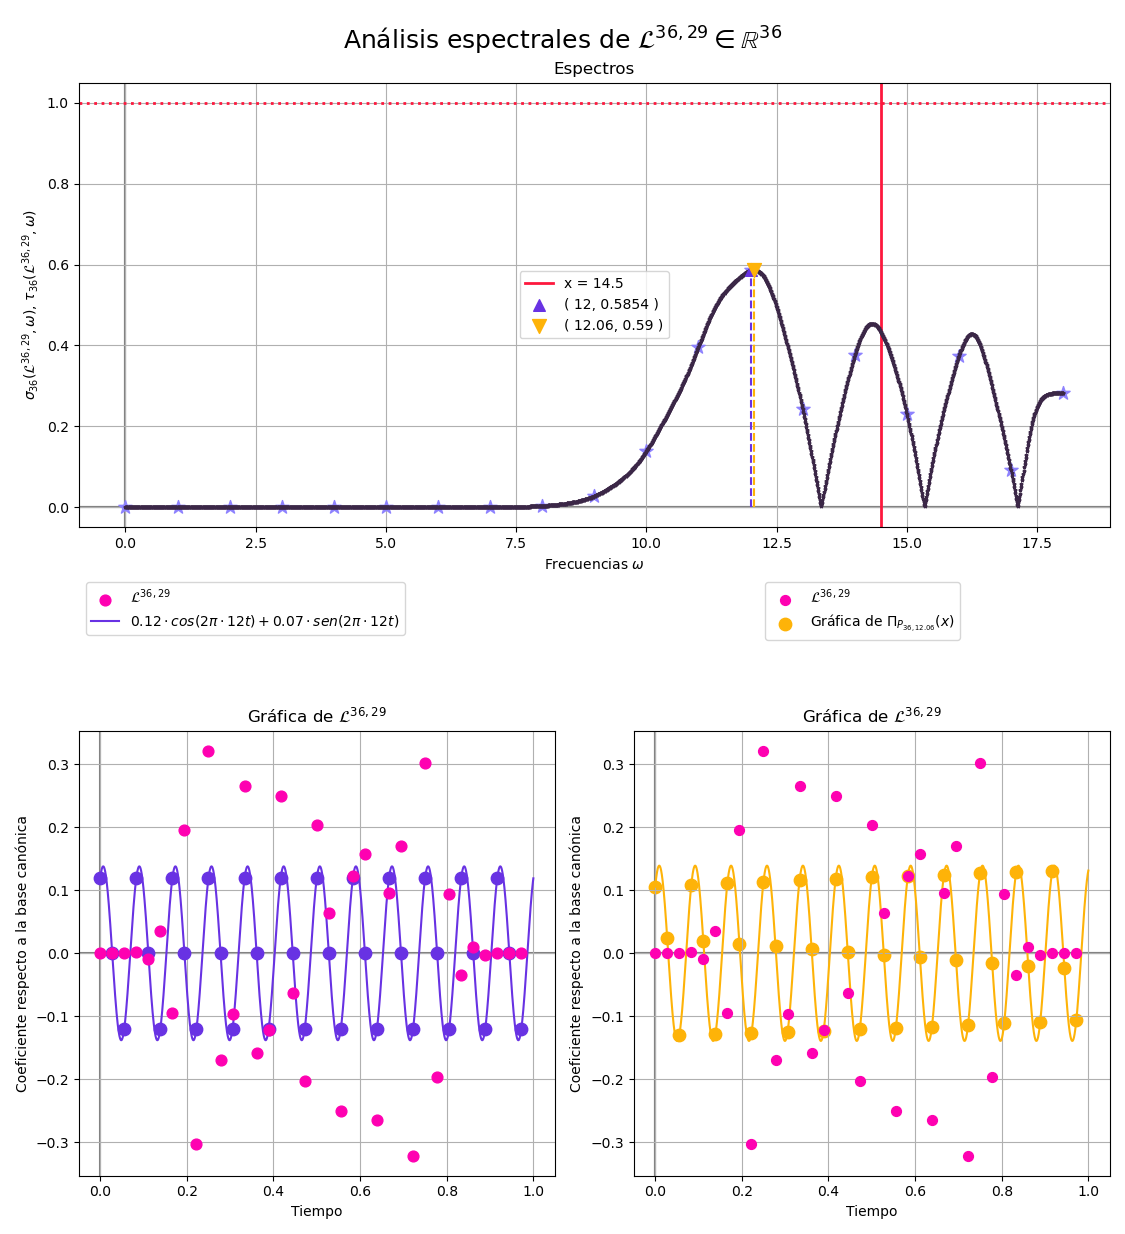 Análisis espectrales de 𝓛^{36,29} ∈ ℝ^{36}
Espectros
σ_{36}(𝓛^{36,29}, ω), τ_{36}(𝓛^{36,29}, ω)
1.0
0.8
0.6
0.4
0.2
0.0
x = 14.5
( 12, 0.5854 )
( 12.06, 0.59 )
0.0 2.5 5.0 7.5 10.0 12.5 15.0 17.5
Frecuencias ω
𝓛^{36,29}
0.12 · cos(2π · 12t) + 0.07 · sen(2π · 12t)
𝓛^{36,29}
Gráfica de Π_{P_{36,12.06}}(x)
Gráfica de 𝓛^{36,29}
Coeficiente respecto a la base canónica
0.3
0.2
0.1
0.0
−0.1
−0.2
−0.3
0.0 0.2 0.4 0.6 0.8 1.0
Tiempo
Gráfica de 𝓛^{36,29}
Coeficiente respecto a la base canónica
0.3
0.2
0.1
0.0
−0.1
−0.2
−0.3
0.0 0.2 0.4 0.6 0.8 1.0
Tiempo